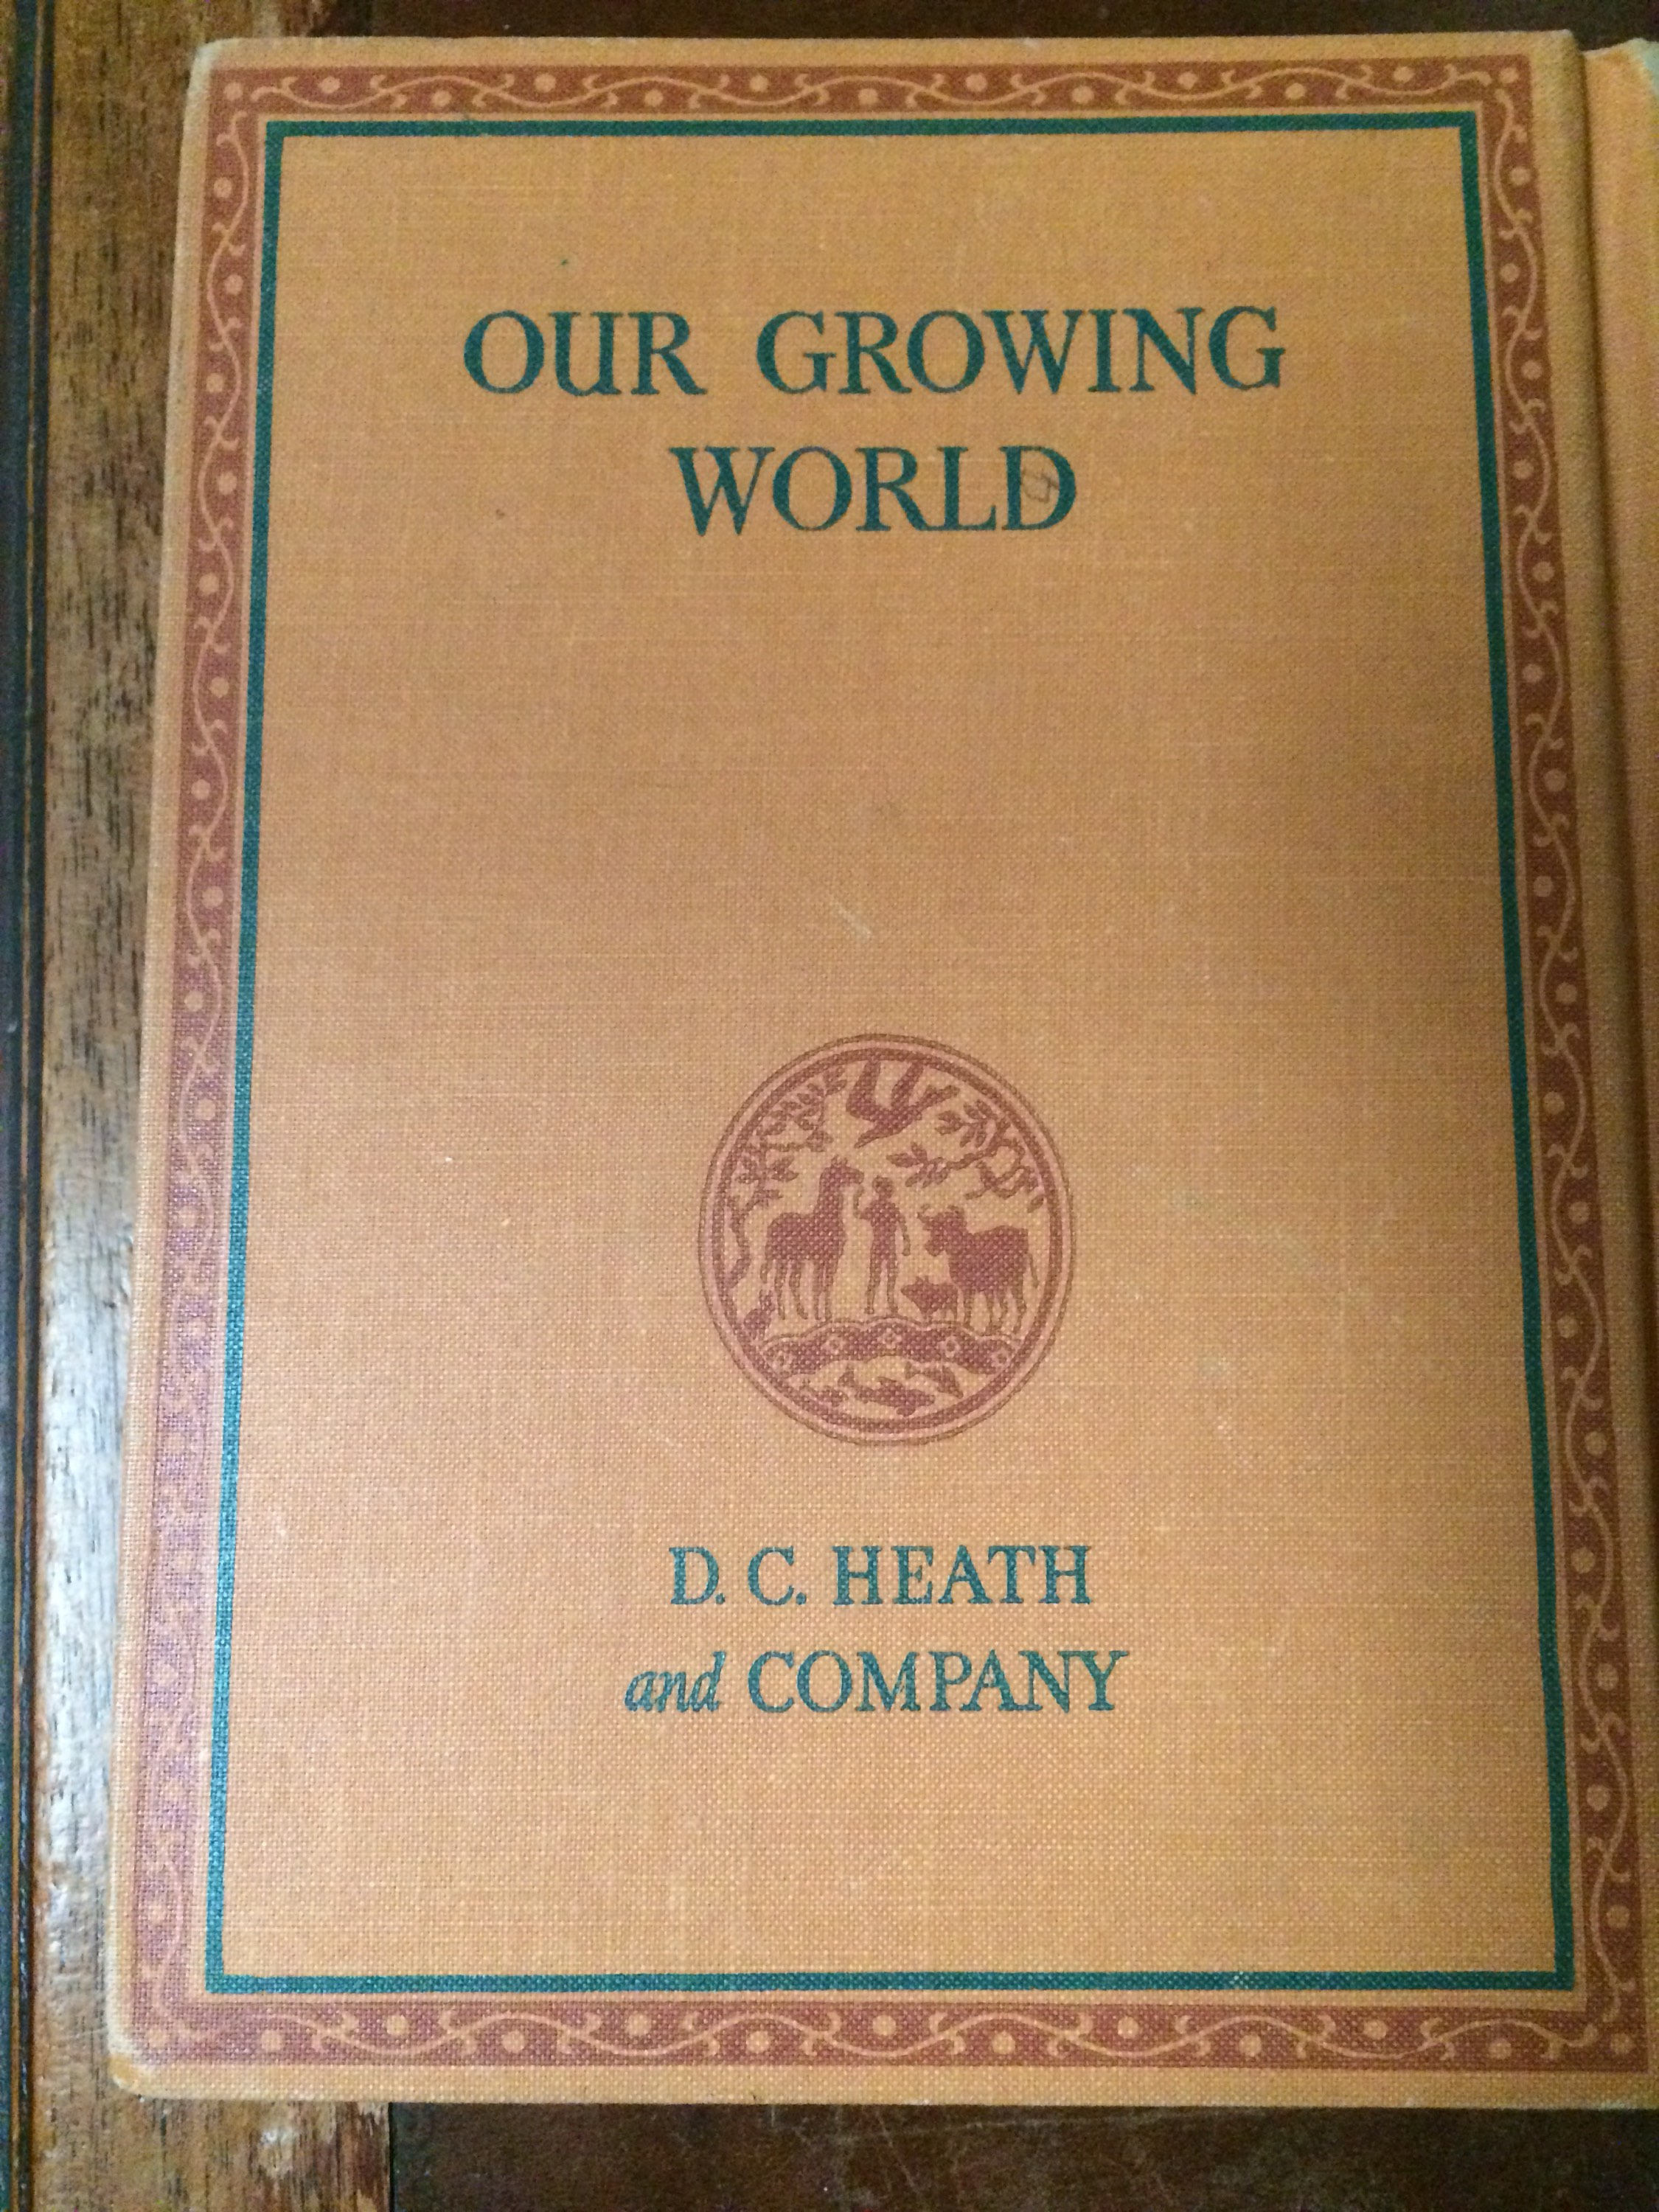 OUR GROWING
WORLD
D. C. HEATH
and COMPANY